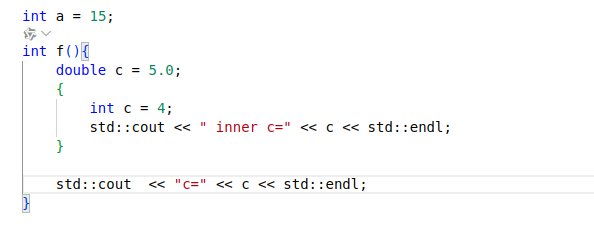 int a = 15;
int f(){
    double c = 5.0;
    {
        int c = 4;
        std::cout << " inner c=" << c << std::endl;
    }

    std::cout  << "c=" << c << std::endl;
}